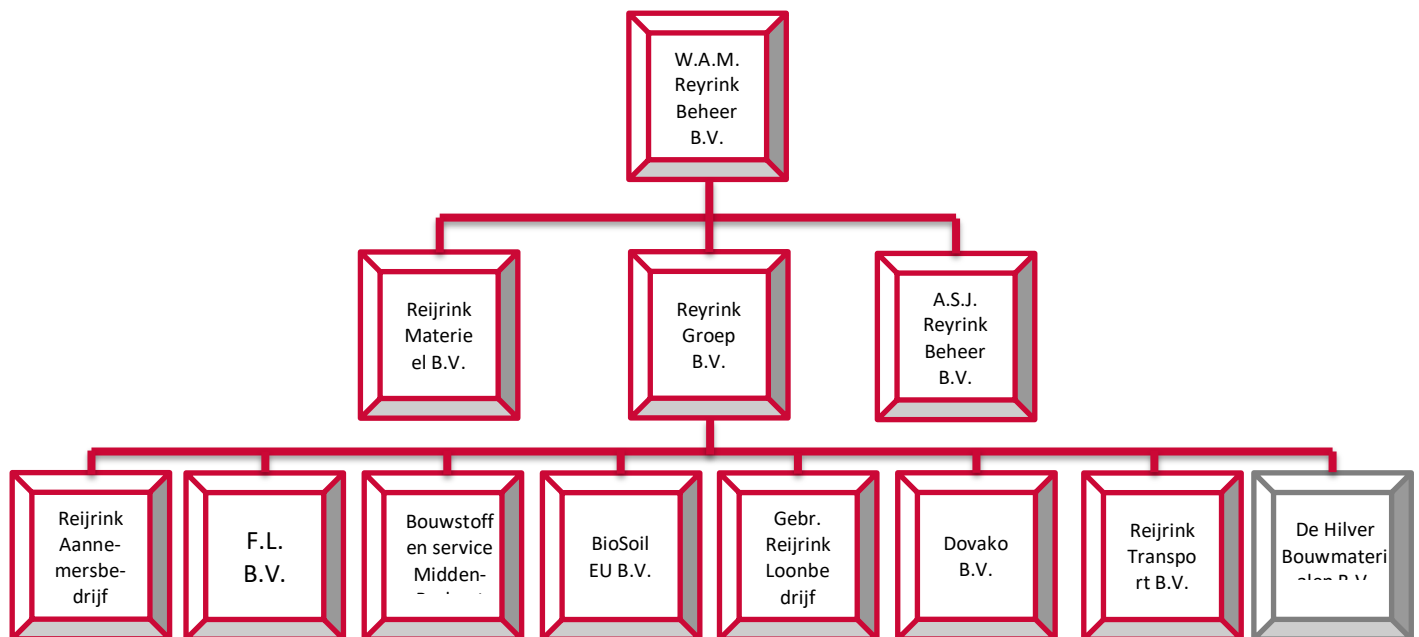 W.A.M.
Reyrink
Beheer
B.V.
Reijrink
Materie
el B.V.
Reyrink
Groep
B.V.
A.S.J.
Reyrink
Beheer
B.V.
Reijrink
Aanne-
mersbe-
drijf
F.L.
B.V.
Bouwstoff
en service
Midden-
BioSoil
EU B.V.
Gebr.
Reijrink
Loonbe
drijf
Dovako
B.V.
Reijrink
Transpo
rt B.V.
De Hilver
Bouwmateri
alen B.V.